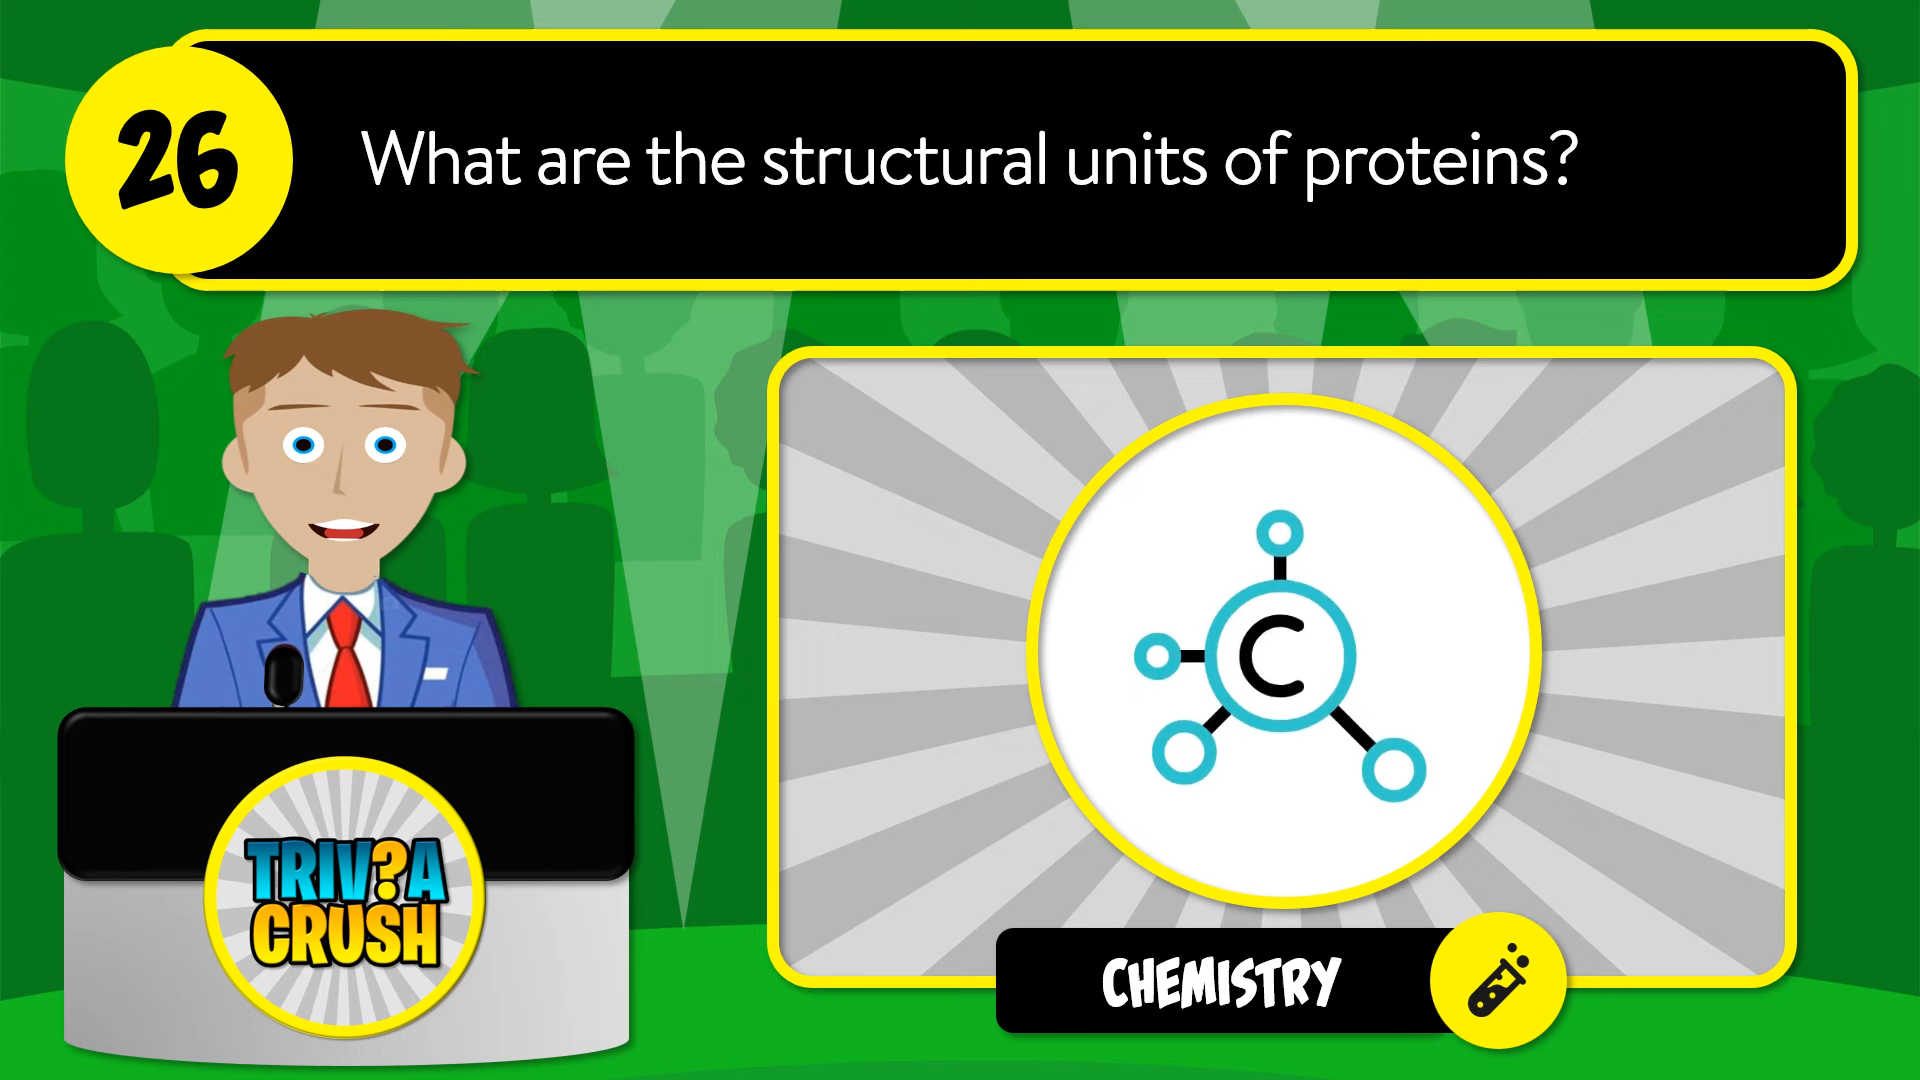 26
What are the structural units of proteins?
C
TRIV?A
CRUSH
CHEMISTRY